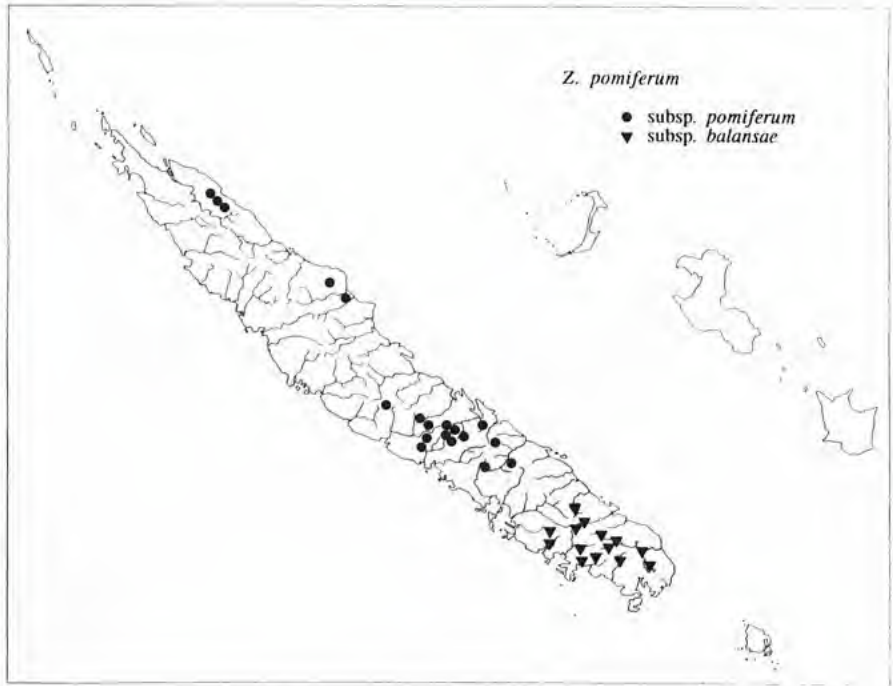 Z. pomiferum
● subsp. pomiferum
▼ subsp. balansae